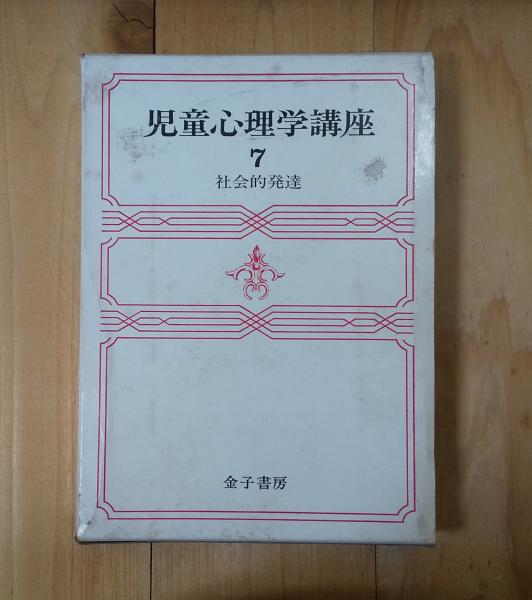 児童心理学講座
7
社会的発達
金子書房